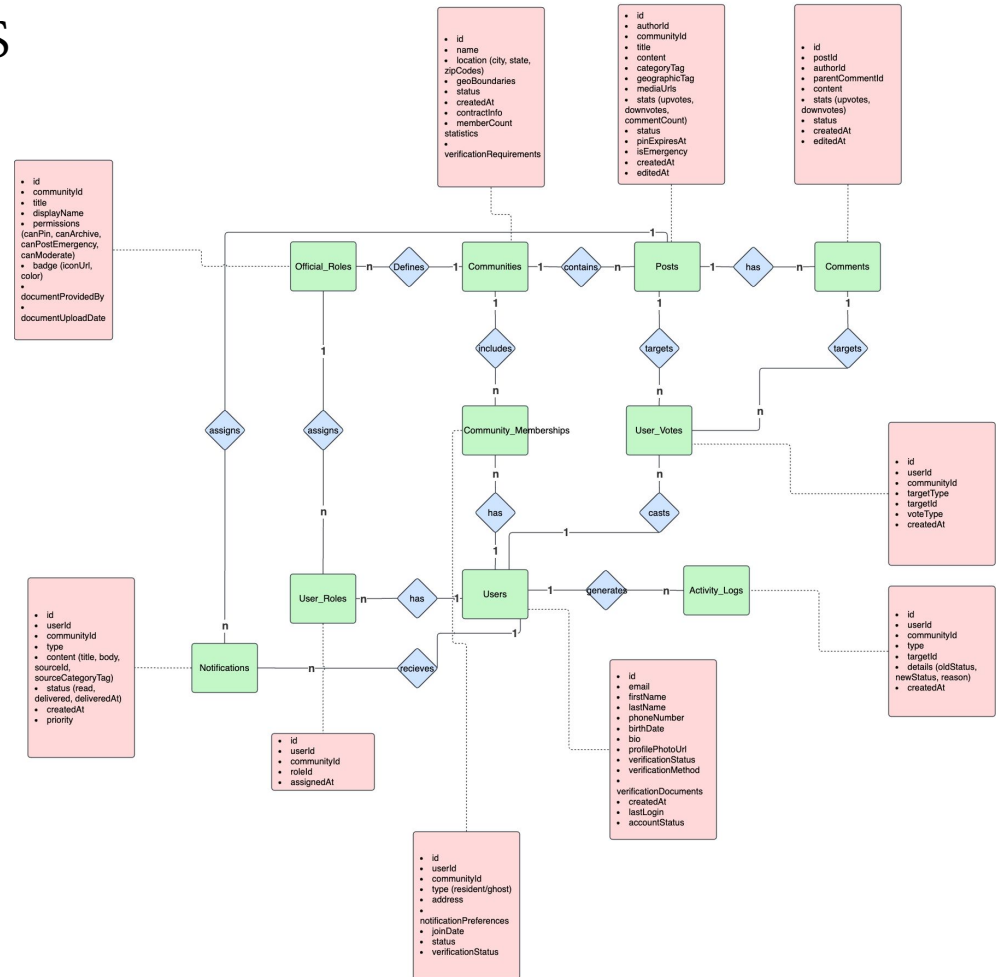 S
• id
• name
• location (city, state,
zipCodes)
• geoBoundaries
• status
• createdAt
• contractInfo
• memberCount
statistics
•
verificationRequirements
• id
• authorId
• communityId
• title
• content
• categoryTag
• geographicTag
• mediaUrls
• stats (upvotes,
downvotes,
commentCount)
• status
• pinExpiresAt
• isEmergency
• createdAt
• editedAt
• id
• postId
• authorId
• parentCommentId
• content
• stats (upvotes,
downvotes)
• status
• createdAt
• editedAt
• id
• communityId
• title
• displayName
• permissions
(canPin, canArchive,
canPostEmergency,
canModerate)
• badge (iconUrl,
color)
•
documentProvidedBy
•
documentUploadDate
1
Official_Roles n Defines 1 Communities 1 contains n Posts 1 has n Comments
1 1 1 1
includes targets targets
n n n
assigns assigns Community_Memberships User_Votes
n n
n has casts
1 1
User_Roles n has 1 Users 1 generates n Activity_Logs
n 1
Notifications n recieves
• id
• userId
• communityId
• targetType
• targetId
• voteType
• createdAt
• id
• userId
• communityId
• type
• content (title, body,
sourceId,
sourceCategoryTag)
• status (read,
delivered, deliveredAt)
• createdAt
• priority
• id
• userId
• communityId
• type
• targetId
• details (oldStatus,
newStatus, reason)
• createdAt
• id
• email
• firstName
• lastName
• phoneNumber
• birthDate
• bio
• profilePhotoUrl
• verificationStatus
• verificationMethod
•
verificationDocuments
• createdAt
• lastLogin
• accountStatus
• id
• userId
• communityId
• roleId
• assignedAt
• id
• userId
• communityId
• type (resident/ghost)
• address
•
notificationPreferences
• joinDate
• status
• verificationStatus